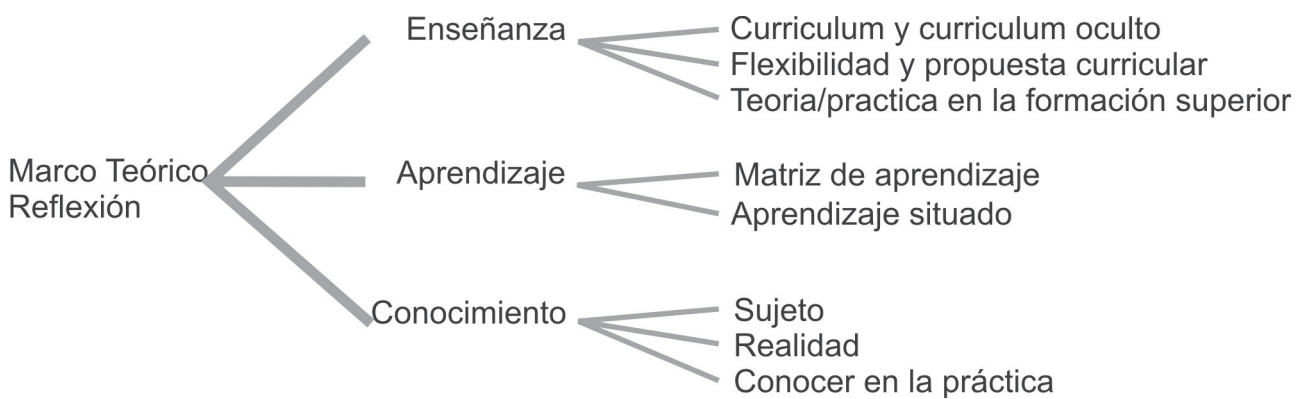 Marco Teórico
Reflexión
Enseñanza
Curriculum y curriculum oculto
Flexibilidad y propuesta curricular
Teoria/practica en la formación superior
Aprendizaje
Matriz de aprendizaje
Aprendizaje situado
Conocimiento
Sujeto
Realidad
Conocer en la práctica